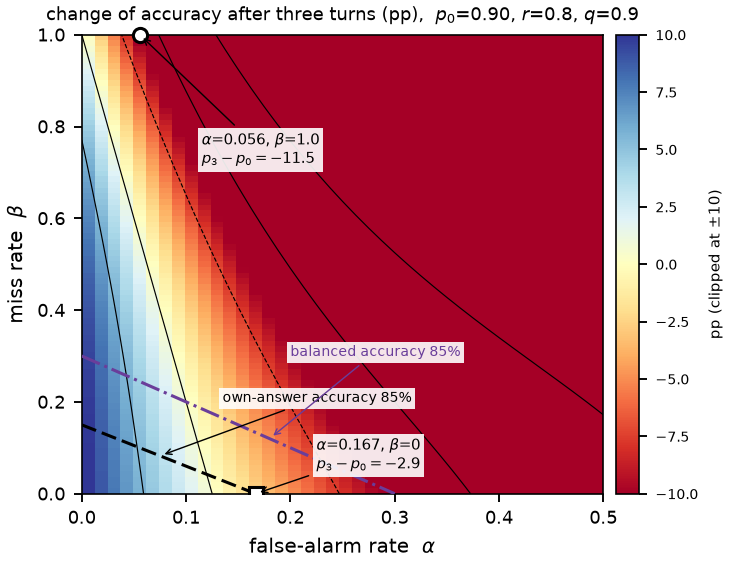 change of accuracy after three turns (pp), p₀=0.90, r=0.8, q=0.9
1.0
0.8
0.6
0.4
0.2
0.0
miss rate β
α=0.056, β=1.0
p₃ − p₀ = −11.5
balanced accuracy 85%
own-answer accuracy 85%
α=0.167, β=0
p₃ − p₀ = −2.9
0.0
0.1
0.2
0.3
0.4
0.5
false-alarm rate α
10.0
7.5
5.0
2.5
0.0
−2.5
−5.0
−7.5
−10.0
pp (clipped at ±10)